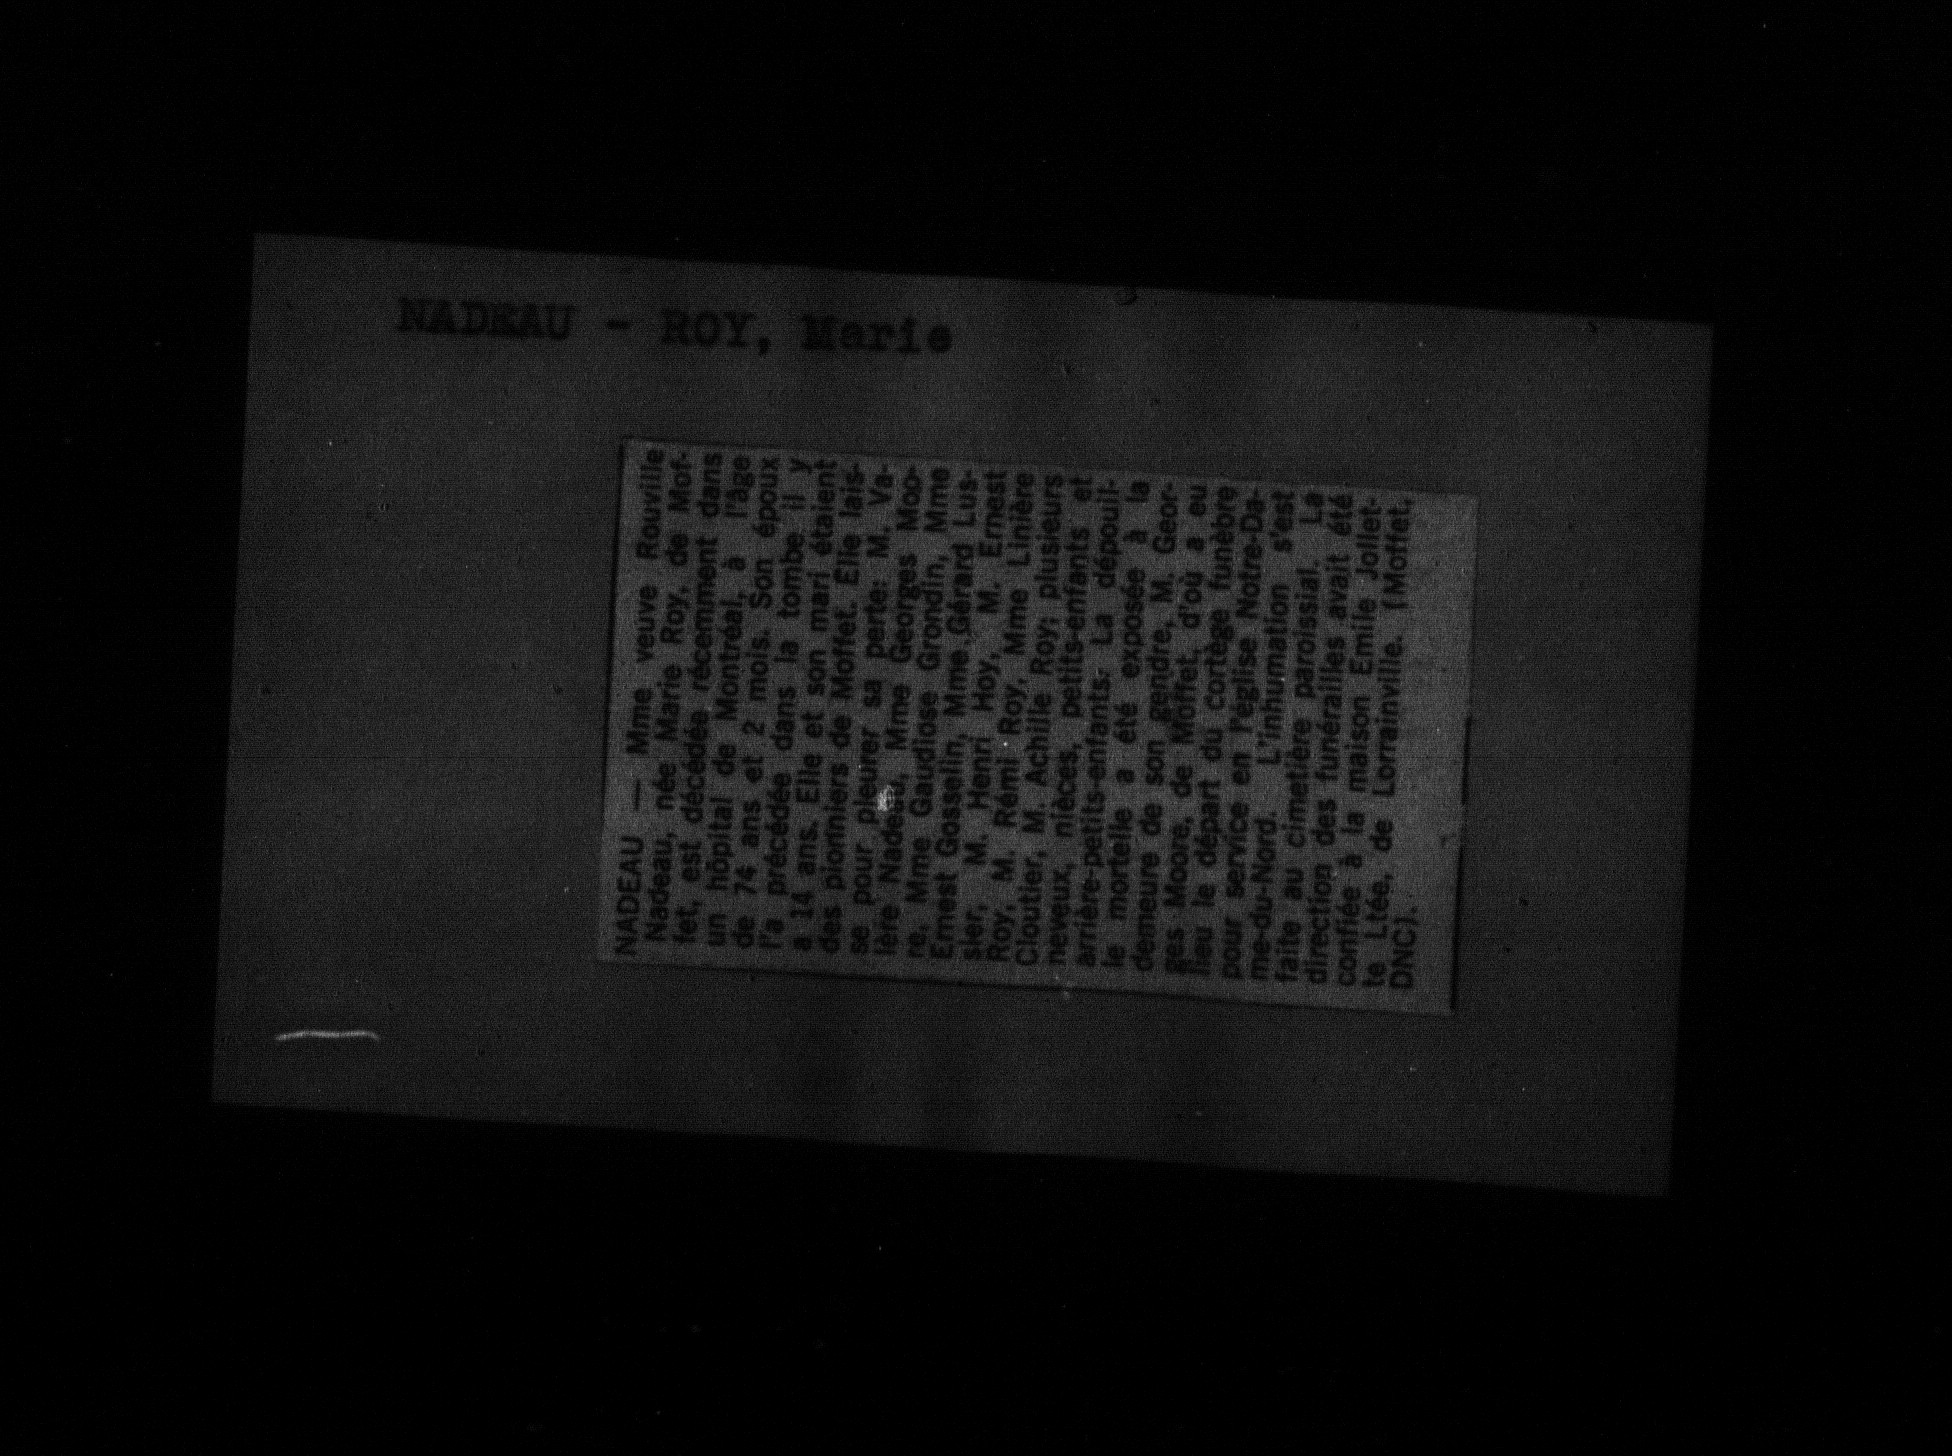 NADEAU - ROY, Marie
NADEAU — Mme veuve Rouville
Nadeau, née Marie Roy, de Mof-
fet, est décédée récemment dans
un hôpital de Montréal, à l'âge
de 74 ans et 2 mois. Son époux
l'a précédée dans la tombe il y
a 14 ans. Elle et son mari étaient
des pionniers de Moffet. Elle lais-
se pour pleurer sa perte: M. Va-
lère Nadeau, Mme Georges Moo-
re, Mme Gaudiose Grondin, Mme
Ernest Gosselin, Mme Gérard Lus-
sier, M. Henri Hoy, M. Ernest
Roy, M. Rémi Roy, Mme Linière
Cloutier, M. Achille Roy; plusieurs
neveux, nièces, petits-enfants et
arrière-petits-enfants. La dépouil-
le mortelle a été exposée à la
demeure de son gendre, M. Geor-
ges Moore, de Moffet, d'où a eu
lieu le départ du cortège funèbre
pour service en l'église Notre-Da-
me-du-Nord. L'inhumation s'est
faite au cimetière paroissial. La
direction des funérailles avait été
confiée à la maison Emile Jollet-
te Ltée, de Lorrainville. (Moffet,
DNC).